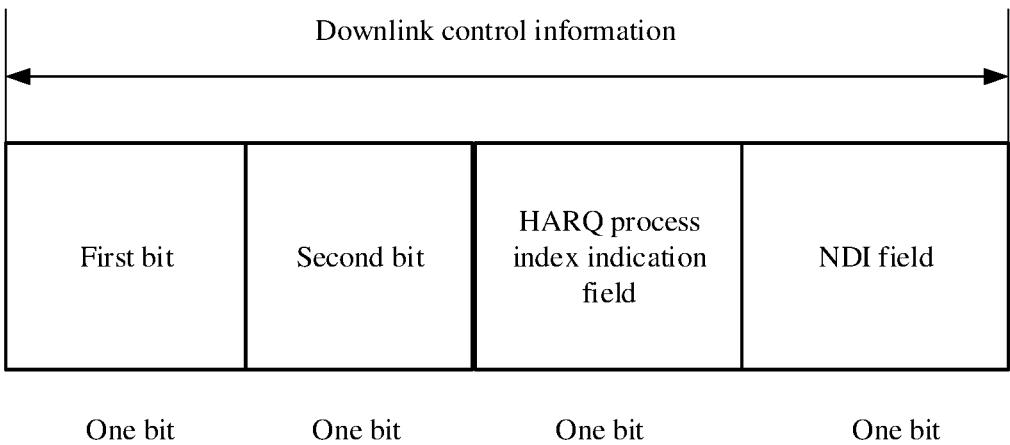 Downlink control information
First bit
Second bit
HARQ process
index indication
field
NDI field
One bit
One bit
One bit
One bit